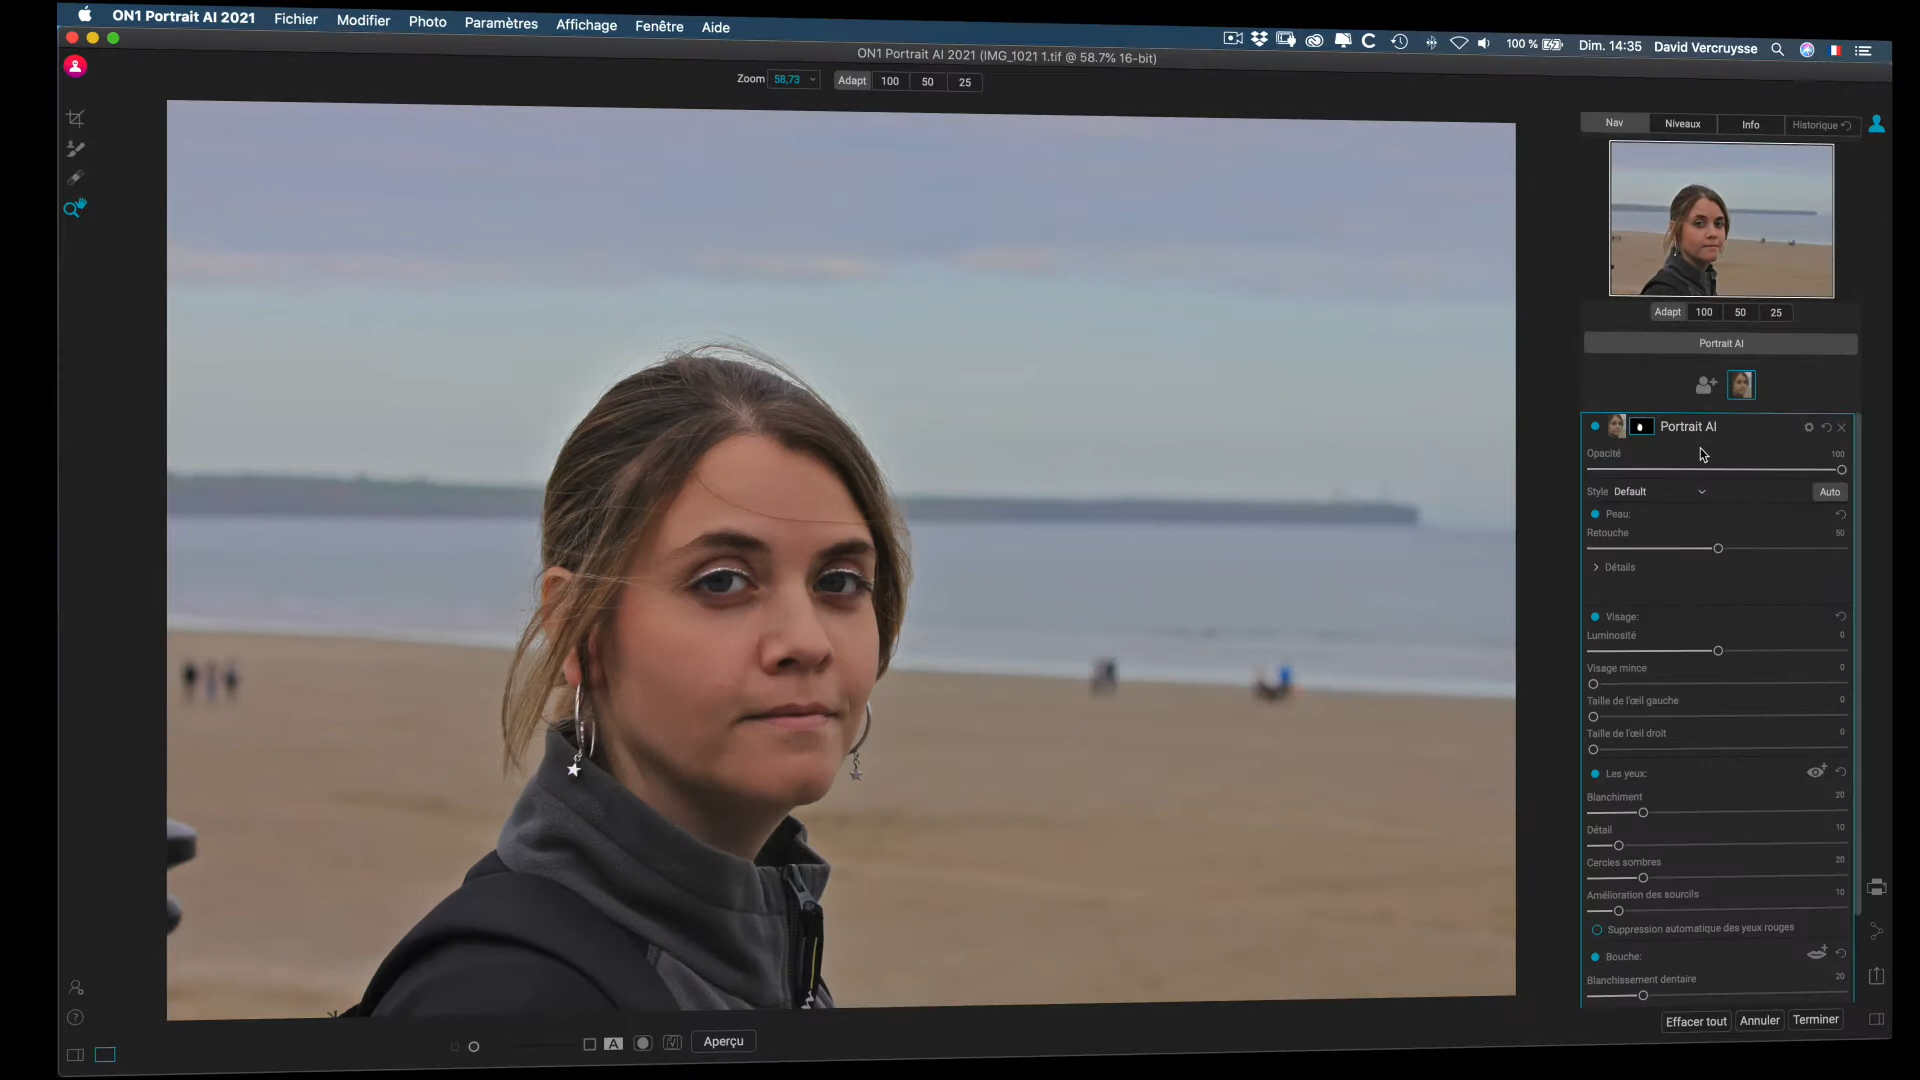 ON1 Portrait AI 2021 Fichier Modifier Photo Paramètres Affichage Fenêtre Aide
100 % Dim. 14:35 David Vercruysse
ON1 Portrait AI 2021 (IMG_1021 1.tif @ 58.7% 16-bit)
Zoom 58,73 Adapt 100 50 25
Nav Niveaux Info Historique
Adapt 100 50 25
Portrait AI
Portrait AI
Opacité 100
Style Default Auto
Peau:
Retouche 50
Détails
Visage:
Luminosité 0
Visage mince 0
Taille de l'œil gauche 0
Taille de l'œil droit 0
Les yeux:
Blanchiment 20
Détail 10
Cercles sombres 20
Amélioration des sourcils 10
Suppression automatique des yeux rouges
Bouche:
Blanchissement dentaire 20
Effacer tout Annuler Terminer
A Aperçu